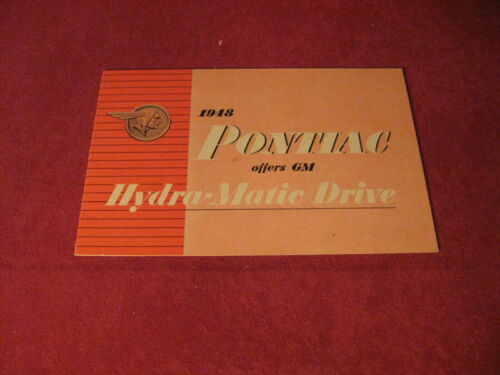 1948
PONTIAC
offers GM
Hydra-Matic Drive